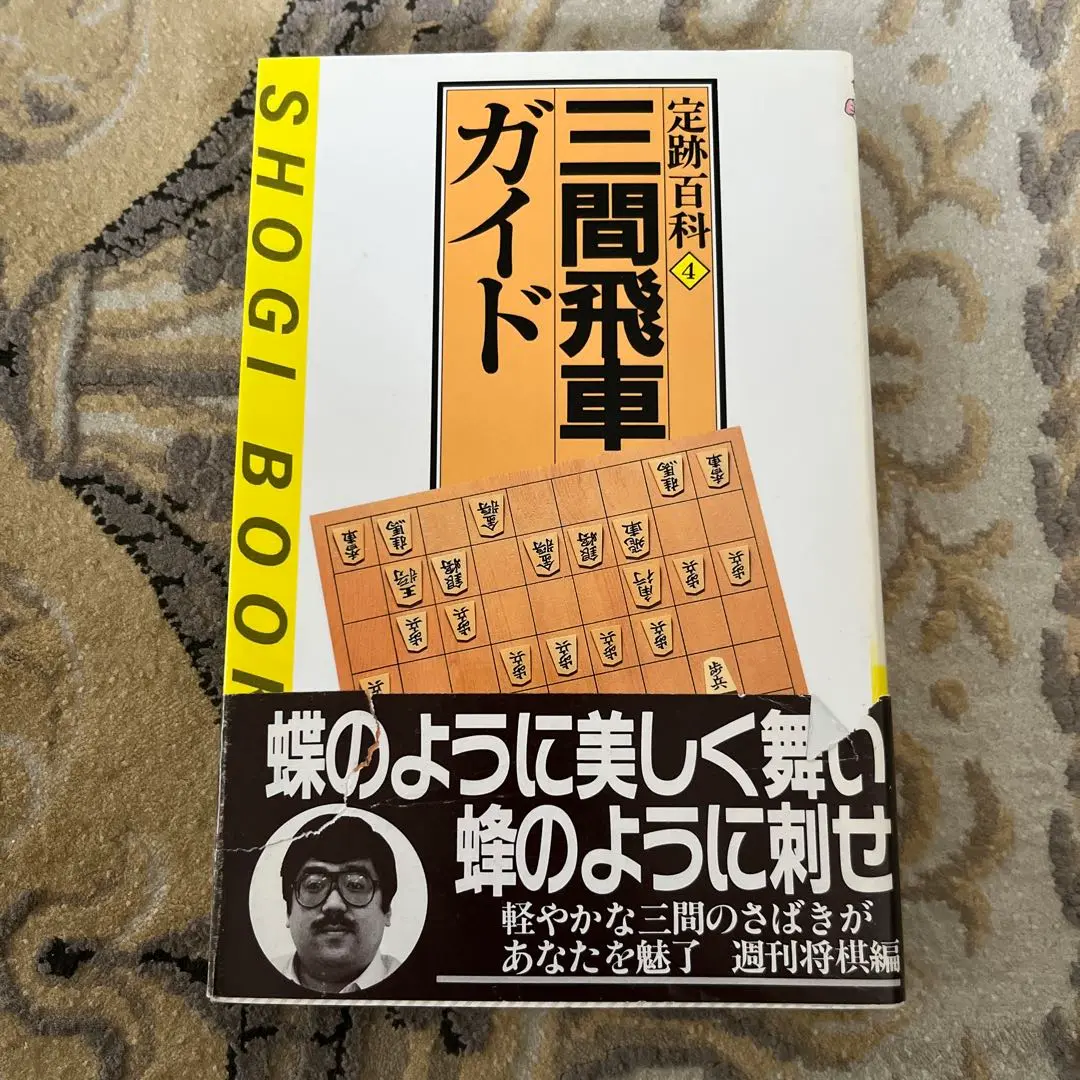 SHOGI BOOK
定跡百科4
三間飛車
ガイド
蝶のように美しく舞い
蜂のように刺せ
軽やかな三間のさばきが
あなたを魅了　週刊将棋編